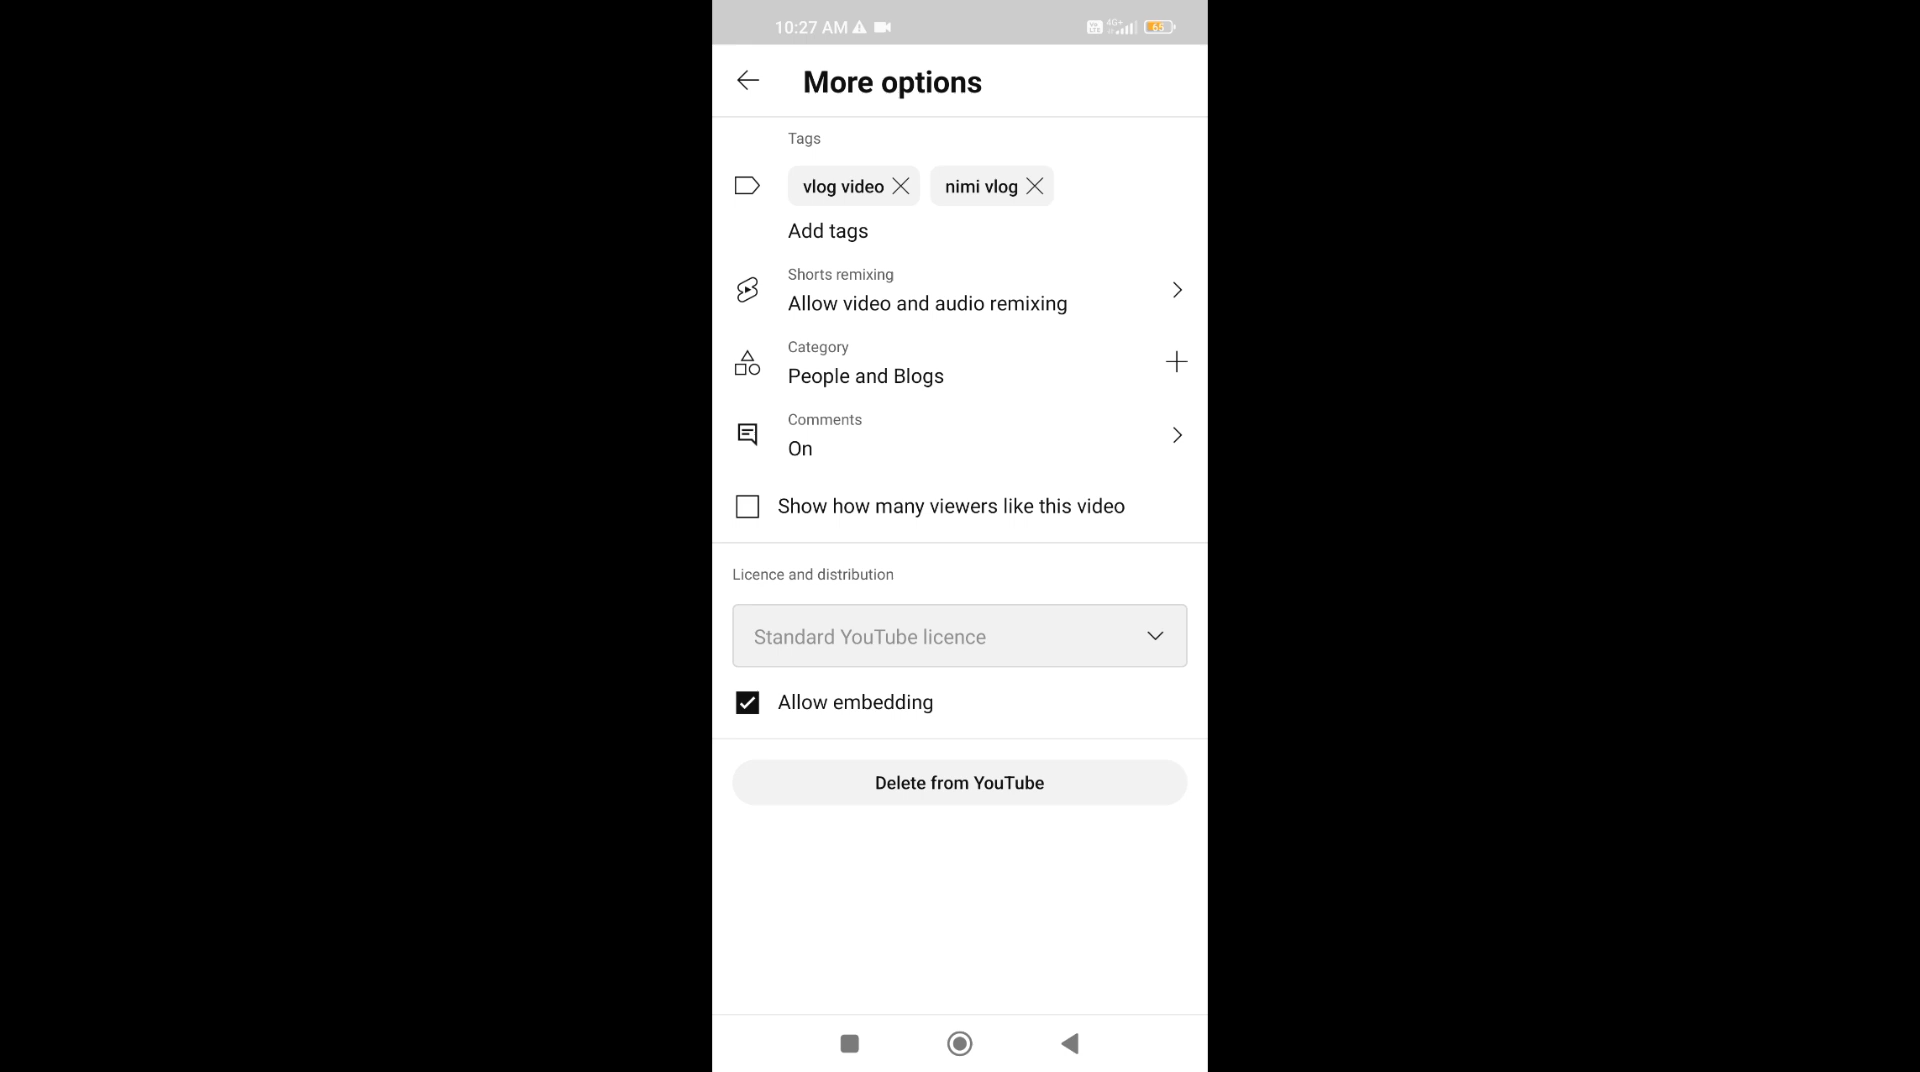 10:27 AM
4G+
65
More options
Tags
vlog video
nimi vlog
Add tags
Shorts remixing
Allow video and audio remixing
Category
People and Blogs
Comments
On
Show how many viewers like this video
Licence and distribution
Standard YouTube licence
Allow embedding
Delete from YouTube